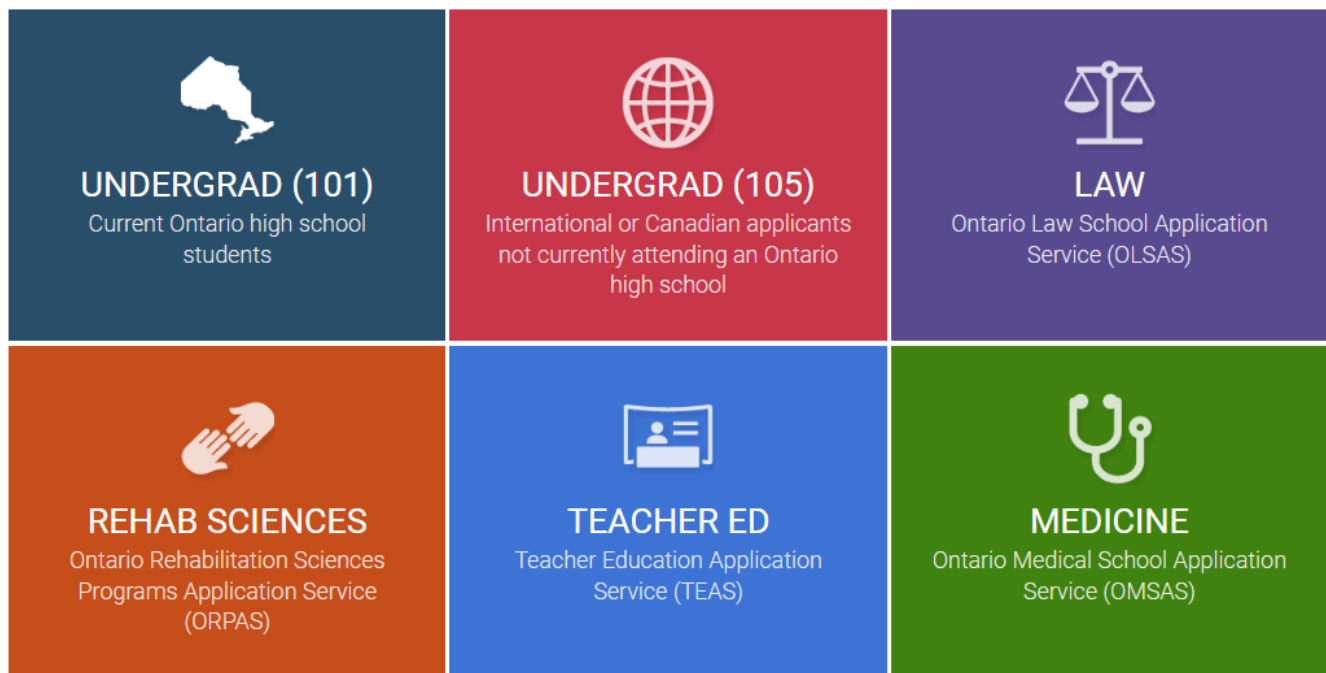 UNDERGRAD (101)
Current Ontario high school
students
UNDERGRAD (105)
International or Canadian applicants
not currently attending an Ontario
high school
LAW
Ontario Law School Application
Service (OLSAS)
REHAB SCIENCES
Ontario Rehabilitation Sciences
Programs Application Service
(ORPAS)
TEACHER ED
Teacher Education Application
Service (TEAS)
MEDICINE
Ontario Medical School Application
Service (OMSAS)